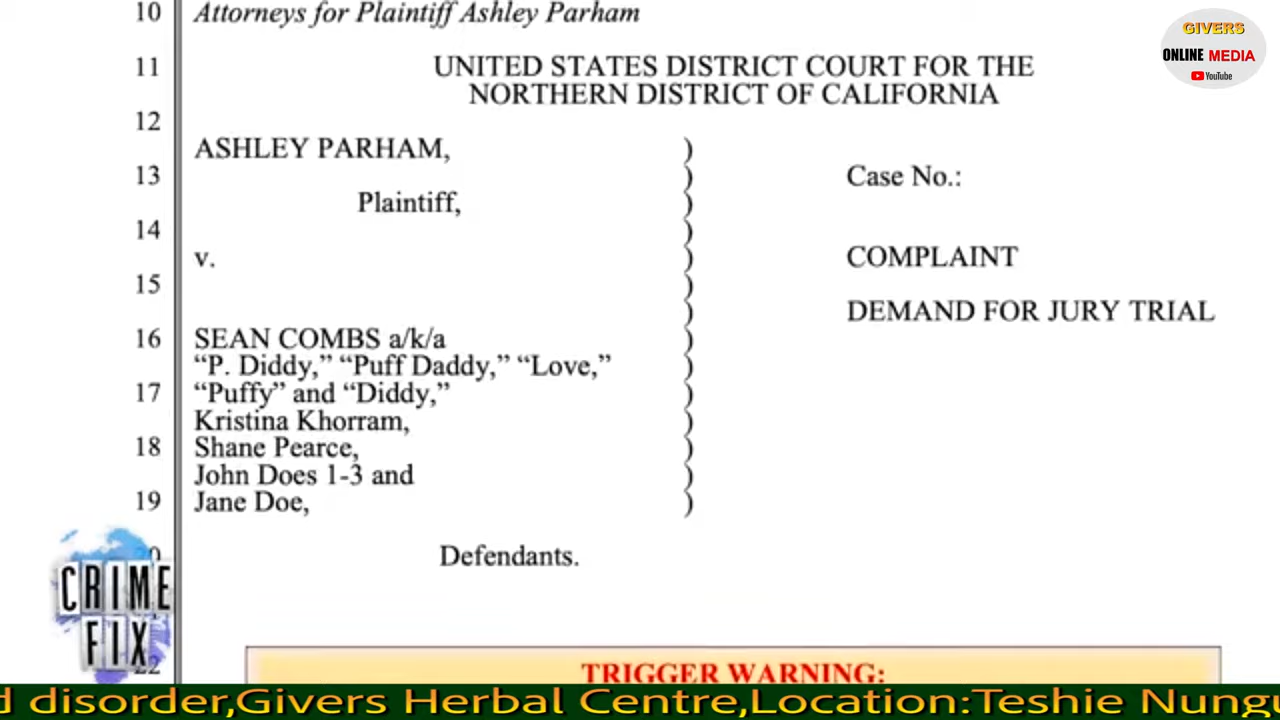 10 Attorneys for Plaintiff Ashley Parham
GIVERS
ONLINE MEDIA
YouTube
11 UNITED STATES DISTRICT COURT FOR THE
NORTHERN DISTRICT OF CALIFORNIA
12
ASHLEY PARHAM, )
13 ) Case No.:
Plaintiff, )
14 )
v. ) COMPLAINT
15 )
) DEMAND FOR JURY TRIAL
16 SEAN COMBS a/k/a )
“P. Diddy,” “Puff Daddy,” “Love,” )
17 “Puffy” and “Diddy,” )
Kristina Khorram, )
18 Shane Pearce, )
John Does 1-3 and )
19 Jane Doe, )
Defendants.
CRIME
FIX
22
TRIGGER WARNING:
d disorder,Givers Herbal Centre,Location:Teshie Nungu